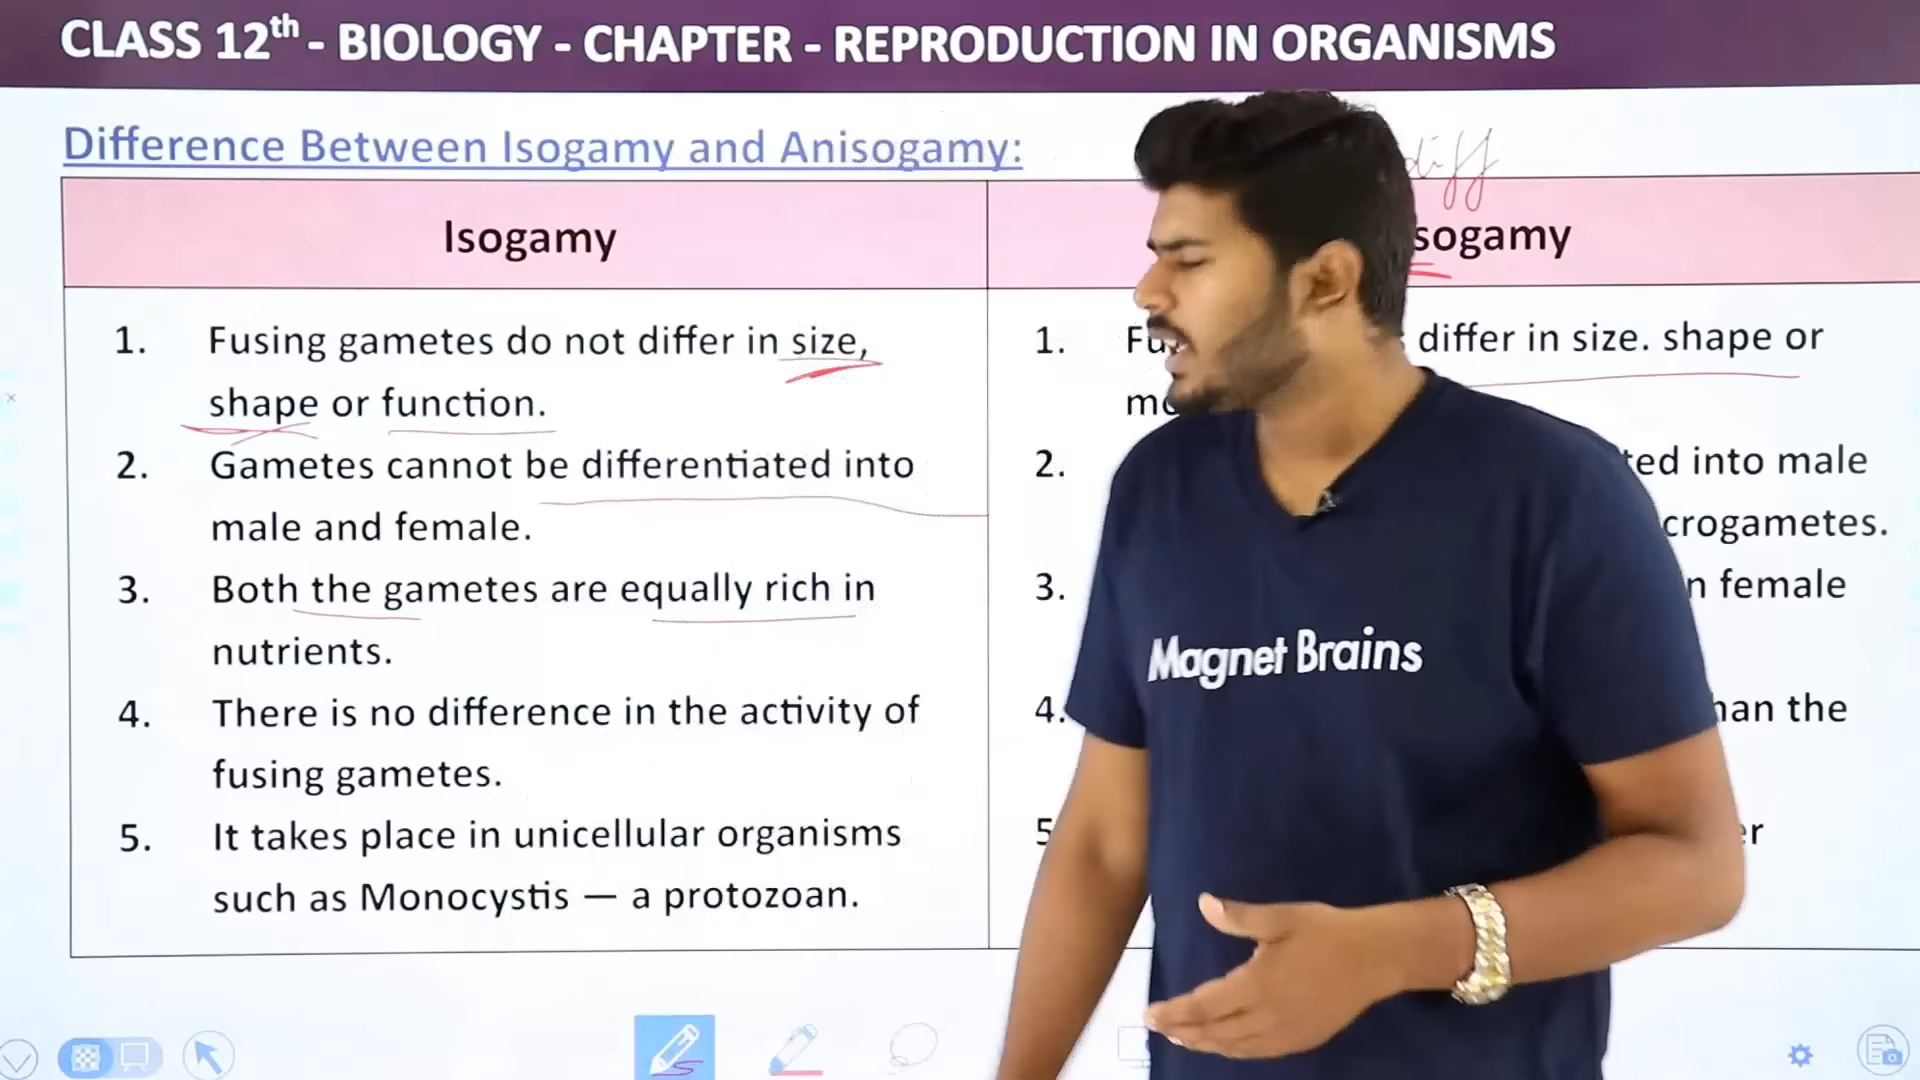 CLASS 12th - BIOLOGY - CHAPTER - REPRODUCTION IN ORGANISMS
Difference Between Isogamy and Anisogamy:
diff
Isogamy
sogamy
1. Fusing gametes do not differ in size,
shape or function.
2. Gametes cannot be differentiated into
male and female.
3. Both the gametes are equally rich in
nutrients.
4. There is no difference in the activity of
fusing gametes.
5. It takes place in unicellular organisms
such as Monocystis — a protozoan.
1. differ in size. shape or
2. into male
crogametes.
3. female
4. the
5
Magnet Brains